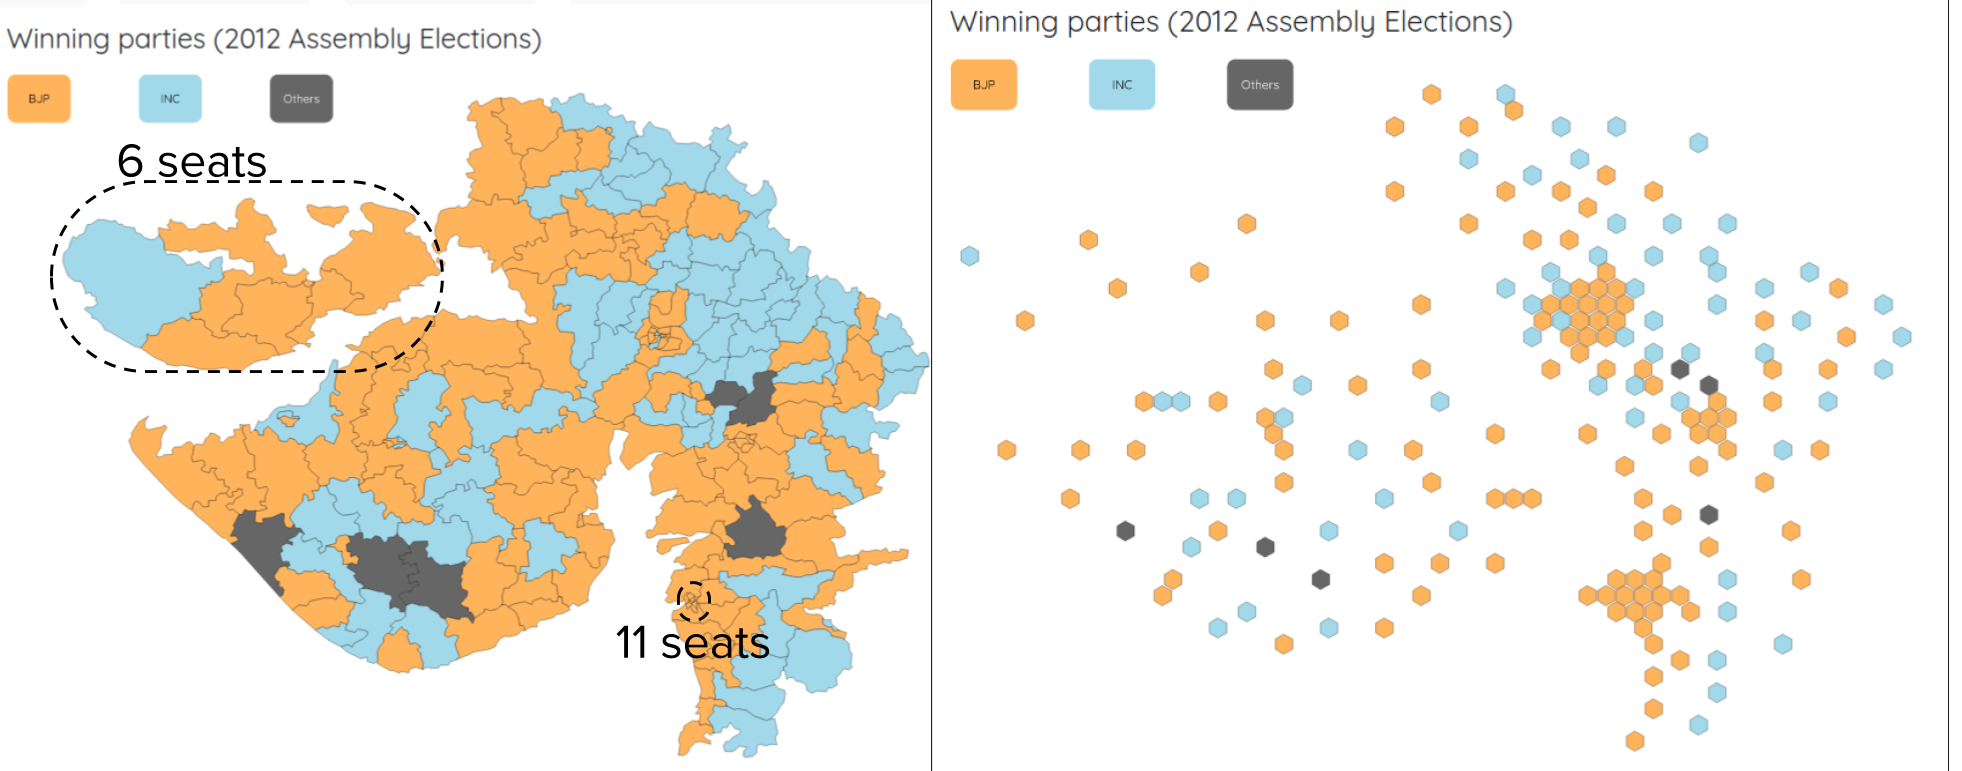 Winning parties (2012 Assembly Elections)
BJP
INC
Others
6 seats
11 seats
Winning parties (2012 Assembly Elections)
BJP
INC
Others